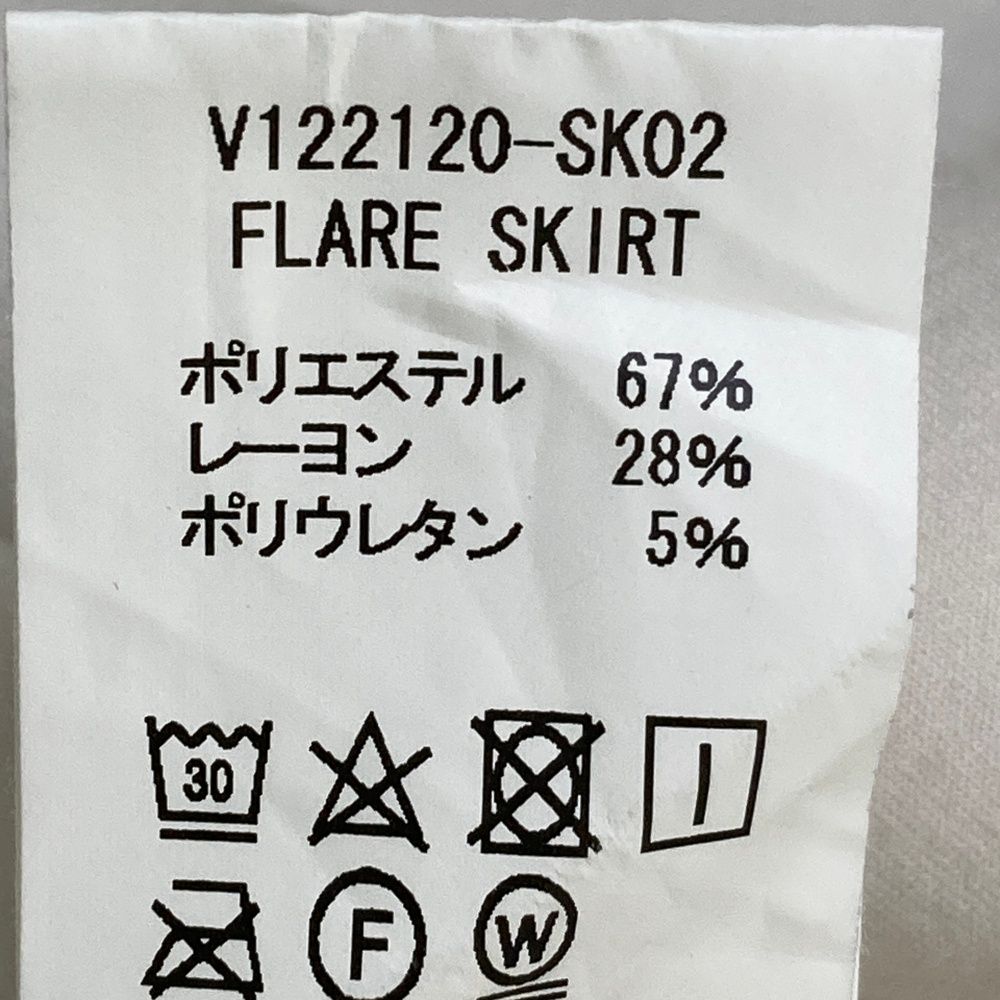 V122120-SK02
FLARE SKIRT
ポリエステル 67%
レーヨン 28%
ポリウレタン 5%
30
F
W